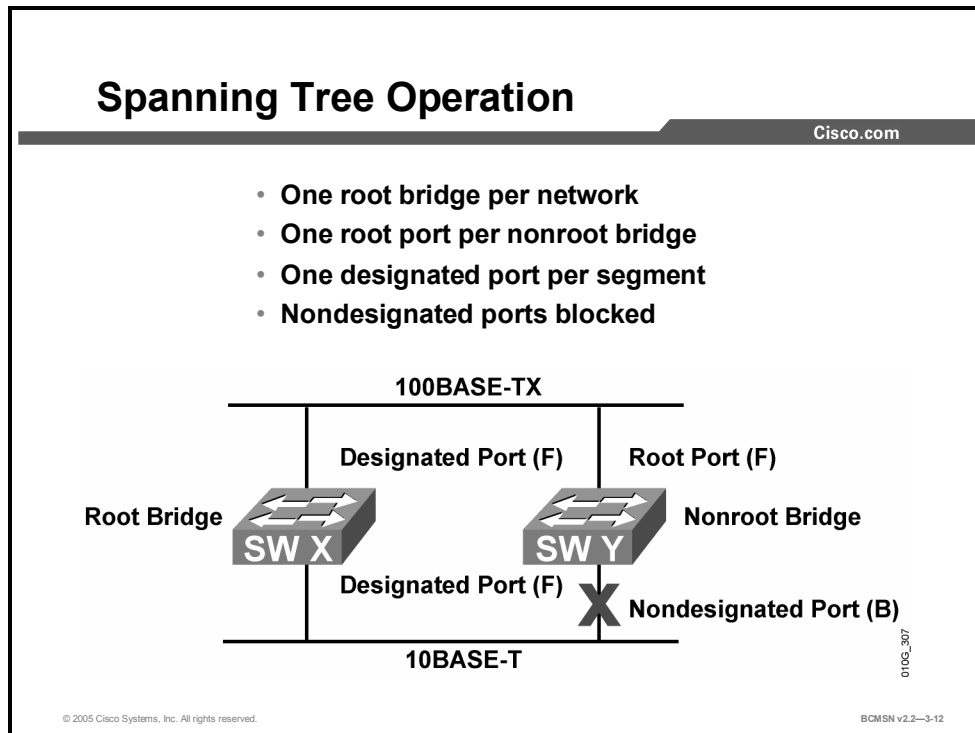 Spanning Tree Operation
Cisco.com
• One root bridge per network
• One root port per nonroot bridge
• One designated port per segment
• Nondesignated ports blocked
100BASE-TX
Designated Port (F)
Root Port (F)
Root Bridge
SW X
SW Y
Nonroot Bridge
Designated Port (F)
X
Nondesignated Port (B)
10BASE-T
010G_307
© 2005 Cisco Systems, Inc. All rights reserved.
BCMSN v2.2—3-12